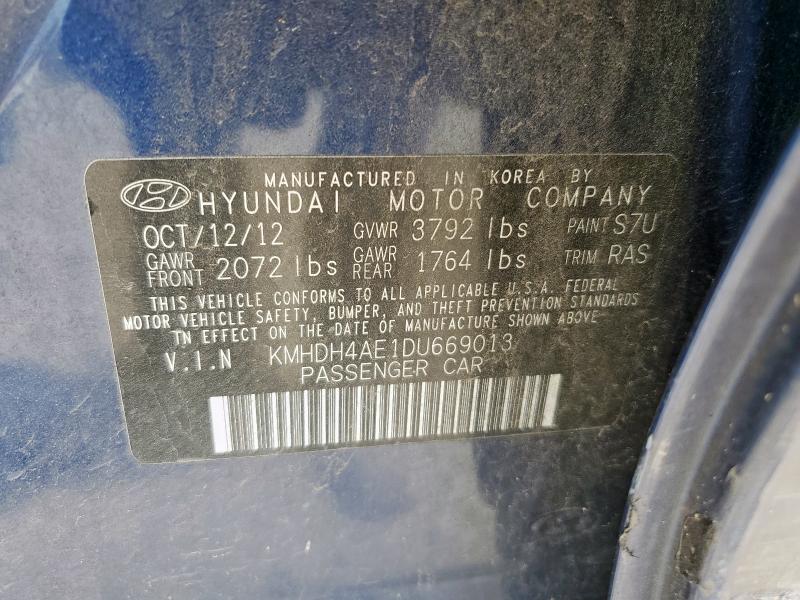 MANUFACTURED IN KOREA BY
HYUNDAI MOTOR COMPANY
OCT/12/12 GVWR 3792 lbs PAINT S7U
GAWR FRONT 2072 lbs GAWR REAR 1764 lbs TRIM RAS
THIS VEHICLE CONFORMS TO ALL APPLICABLE U.S.A. FEDERAL
MOTOR VEHICLE SAFETY, BUMPER, AND THEFT PREVENTION STANDARDS
IN EFFECT ON THE DATE OF MANUFACTURE SHOWN ABOVE
V.I.N KMHDH4AE1DU669013
PASSENGER CAR